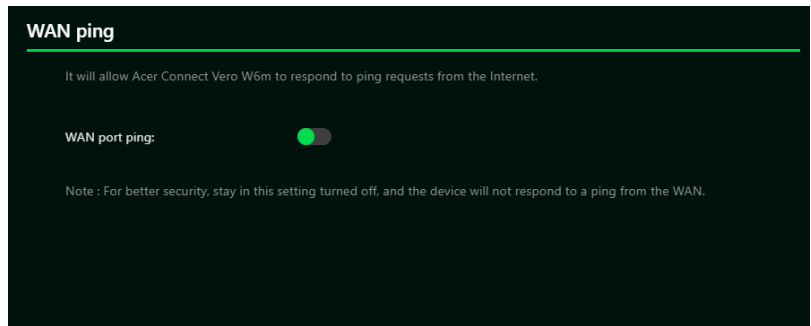 WAN ping
It will allow Acer Connect Vero W6m to respond to ping requests from the Internet.
WAN port ping:
Note : For better security, stay in this setting turned off, and the device will not respond to a ping from the WAN.